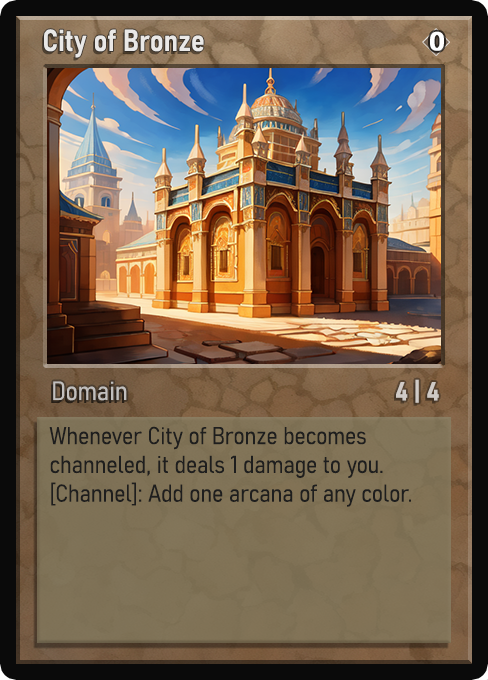 City of Bronze 0
Domain 4|4
Whenever City of Bronze becomes
channeled, it deals 1 damage to you.
[Channel]: Add one arcana of any color.